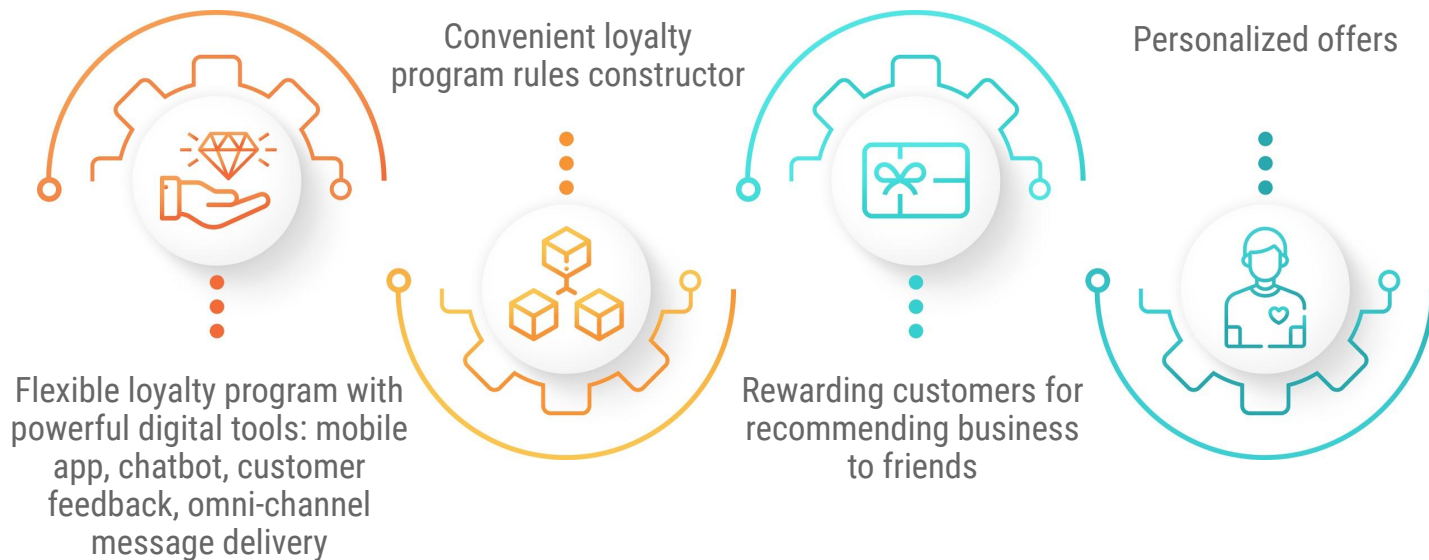 Flexible loyalty program with
powerful digital tools: mobile
app, chatbot, customer
feedback, omni-channel
message delivery
Convenient loyalty
program rules constructor
Rewarding customers for
recommending business
to friends
Personalized offers